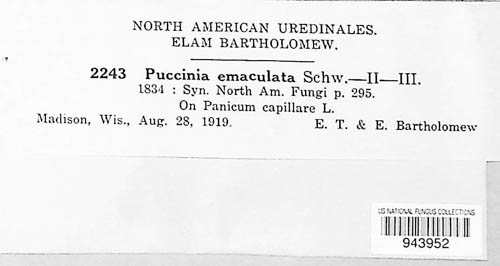 NORTH AMERICAN UREDINALES.
ELAM BARTHOLOMEW.
2243 Puccinia emaculata Schw.—II—III.
1834 : Syn. North Am. Fungi p. 295.
On Panicum capillare L.
Madison, Wis., Aug. 28, 1919. E. T. & E. Bartholomew
US NATIONAL FUNGUS COLLECTIONS
943952